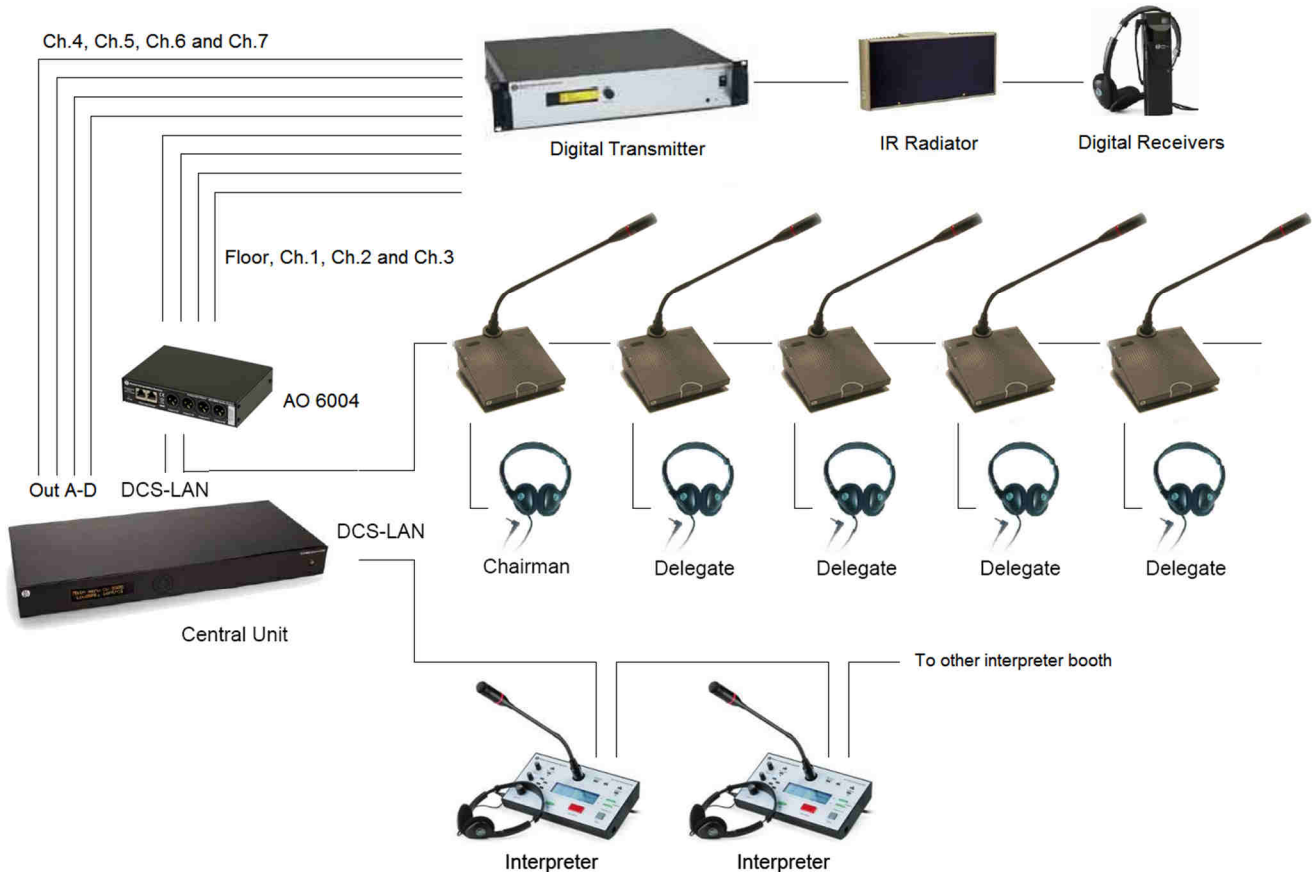 Ch.4, Ch.5, Ch.6 and Ch.7
Digital Transmitter
IR Radiator
Digital Receivers
Floor, Ch.1, Ch.2 and Ch.3
AO 6004
Out A-D
DCS-LAN
DCS-LAN
Chairman
Delegate
Delegate
Delegate
Delegate
Central Unit
To other interpreter booth
Interpreter
Interpreter